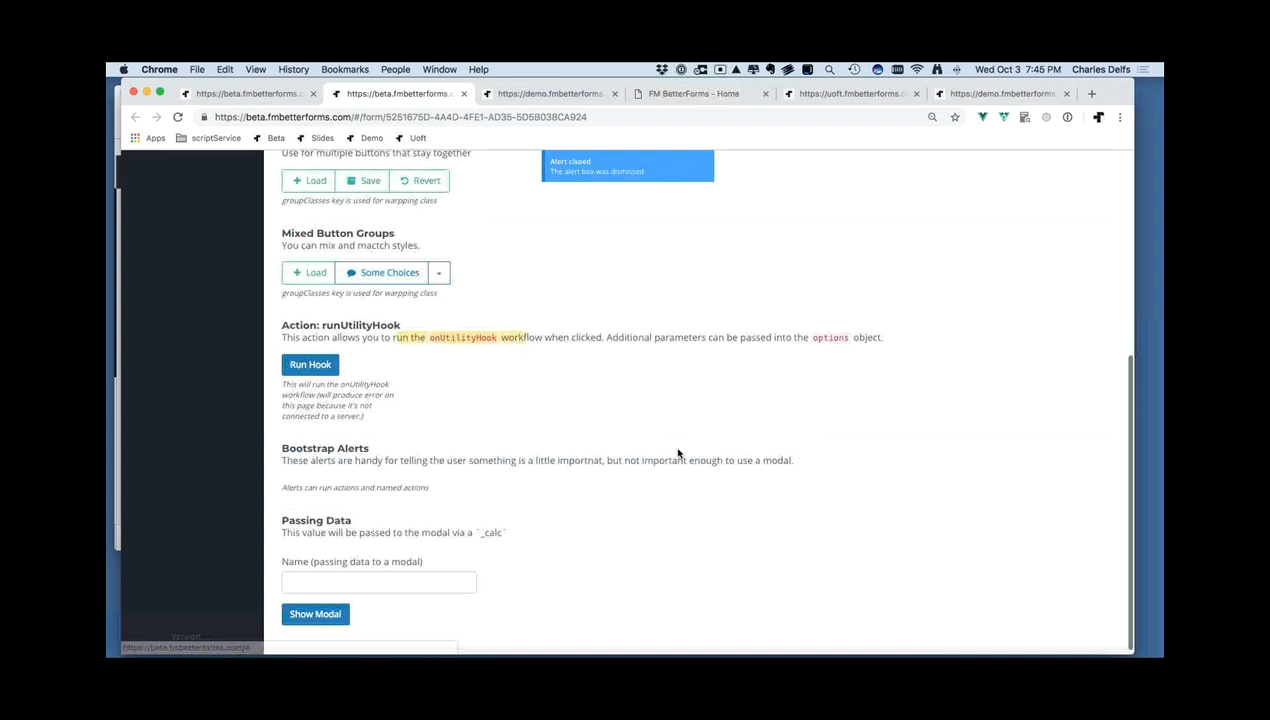 Chrome File Edit View History Bookmarks People Window Help Wed Oct 3 7:45 PM Charles Delfs
https://beta.fmbetterforms.c https://beta.fmbetterforms.c https://demo.fmbetterforms. FM BetterForms - Home https://uoft.fmbetterforms.c https://demo.fmbetterforms.
https://beta.fmbetterforms.com/#/form/5251675D-4A4D-4FE1-AD35-5D5B038CA924
Apps scriptService Beta Slides Demo Uoft
Use for multiple buttons that stay together
Alert clsoed
The alert box was dismissed
+ Load Save Revert
groupClasses key is used for warpping class
Mixed Button Groups
You can mix and mactch styles.
+ Load Some Choices
groupClasses key is used for warpping class
Action: runUtilityHook
This action allows you to run the onUtilityHook workflow when clicked. Additional parameters can be passed into the options object.
Run Hook
This will run the onUtilityHook
workflow (will produce error on
this page because it's not
connected to a server.)
Bootstrap Alerts
These alerts are handy for telling the user something is a little importnat, but not important enough to use a modal.
Alerts can run actions and named actions
Passing Data
This value will be passed to the modal via a `_calc`
Name (passing data to a modal)
Show Modal
Version
https://beta.fmbetterforms.com/#